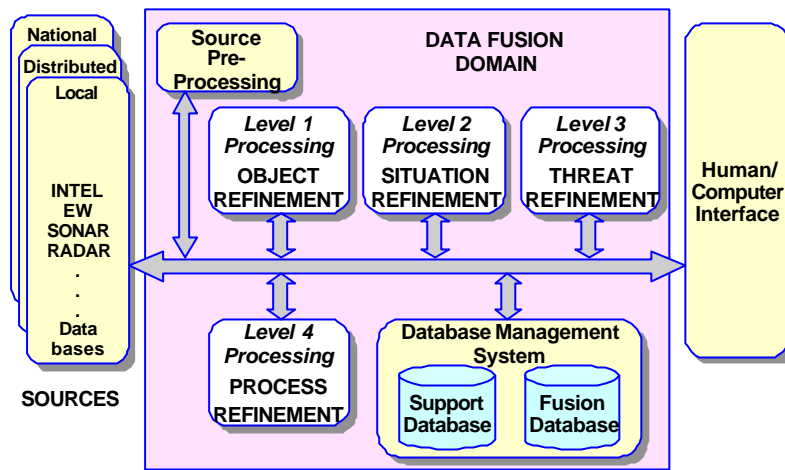 National
Distributed
Local
INTEL
EW
SONAR
RADAR
.
.
.
Data
bases
SOURCES
DATA FUSION
DOMAIN
Source
Pre-
Processing
Level 1
Processing
OBJECT
REFINEMENT
Level 2
Processing
SITUATION
REFINEMENT
Level 3
Processing
THREAT
REFINEMENT
Level 4
Processing
PROCESS
REFINEMENT
Database Management
System
Support
Database
Fusion
Database
Human/
Computer
Interface